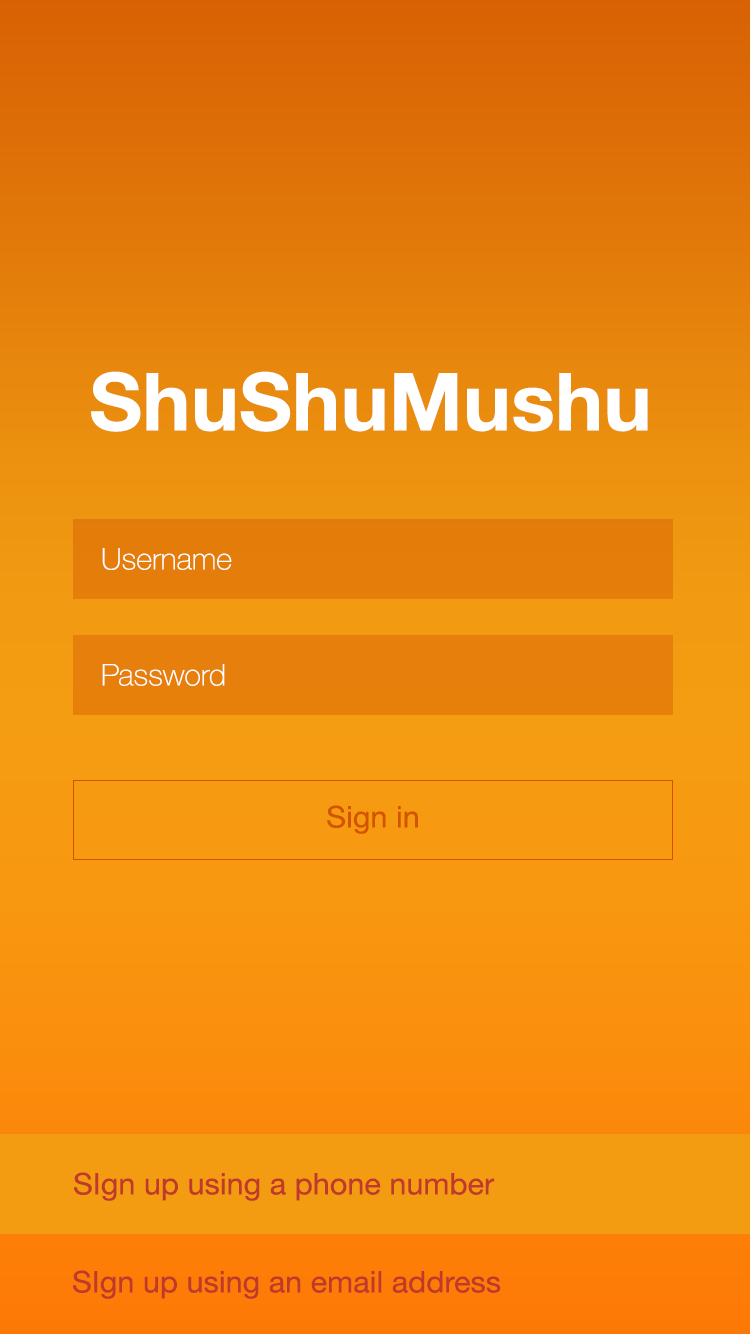 ShuShuMushu
Username
Password
Sign in
SIgn up using a phone number
SIgn up using an email address